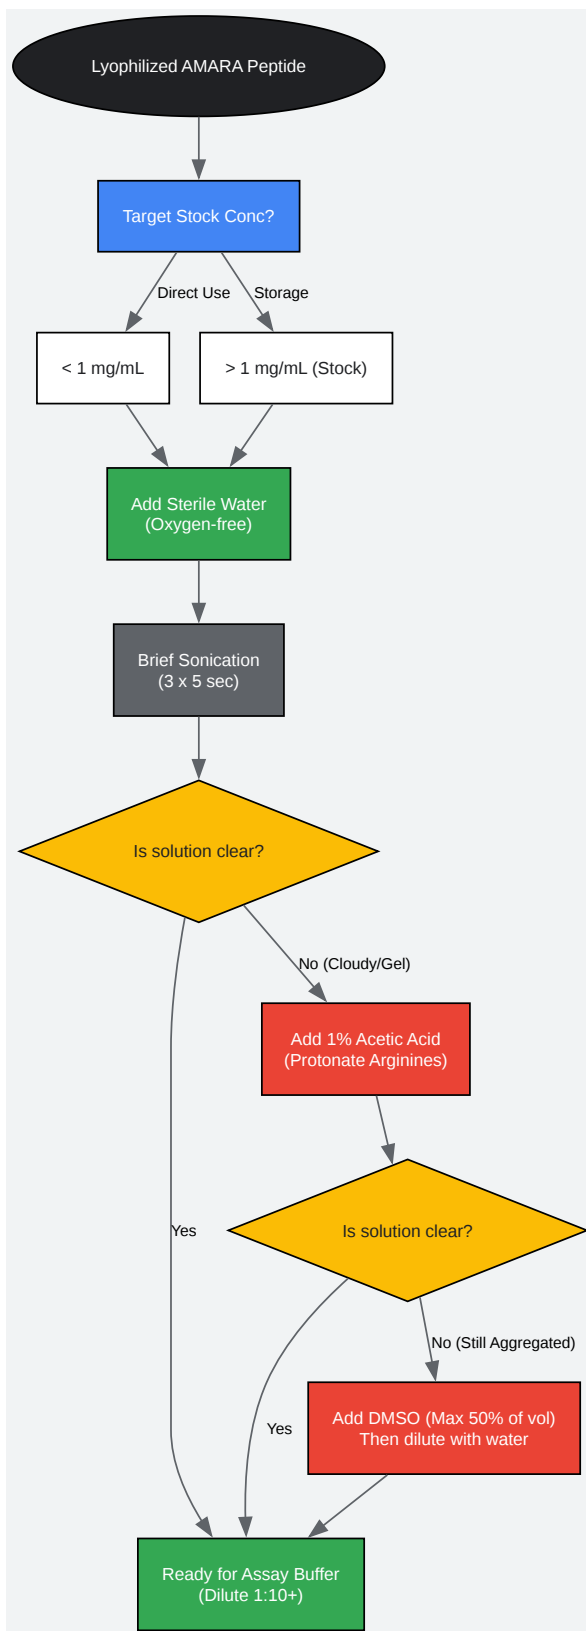 Lyophilized AMARA Peptide
Target Stock Conc?
Direct Use
Storage
< 1 mg/mL
> 1 mg/mL (Stock)
Add Sterile Water
(Oxygen-free)
Brief Sonication
(3 x 5 sec)
Is solution clear?
No (Cloudy/Gel)
Add 1% Acetic Acid
(Protonate Arginines)
Yes
Is solution clear?
No (Still Aggregated)
Add DMSO (Max 50% of vol)
Then dilute with water
Yes
Ready for Assay Buffer
(Dilute 1:10+)